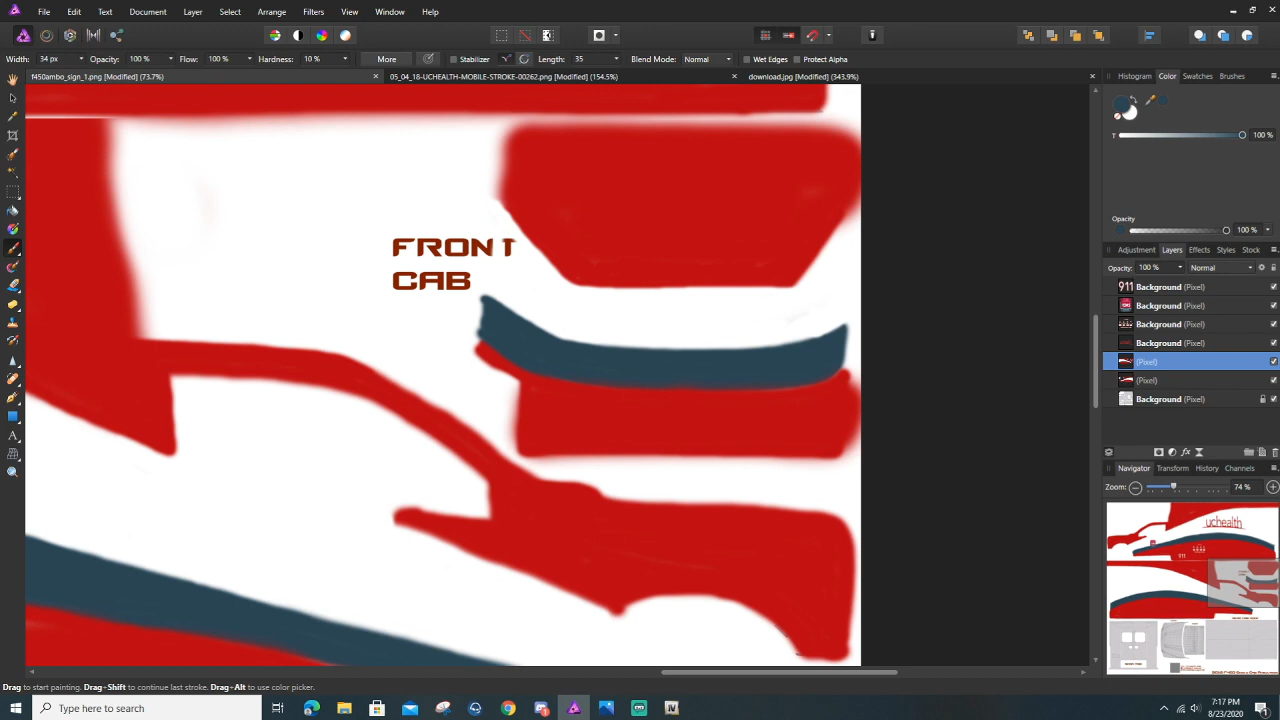 File Edit Text Document Layer Select Arrange Filters View Window Help
Width: 34 px Opacity: 100 % Flow: 100 % Hardness: 10 % More Stabilizer Length: 35 Blend Mode: Normal Wet Edges Protect Alpha
f450ambo_sign_1.png [Modified] (73.7%) 05_04_18-UCHEALTH-MOBILE-STROKE-00262.png [Modified] (154.5%) download.jpg [Modified] (343.9%)
Histogram Color Swatches Brushes
100 %
Opacity
100 %
Adjustment Layers Effects Styles Stock
Opacity: 100 % Normal
911 Background (Pixel)
Background (Pixel)
Background (Pixel)
Background (Pixel)
(Pixel)
(Pixel)
Background (Pixel)
Navigator Transform History Channels
Zoom: 74 %
uchealth
911
FRONT
CAB
Drag to start painting. Drag+Shift to continue last stroke. Drag+Alt to use color picker.
Type here to search
7:17 PM
8/23/2020